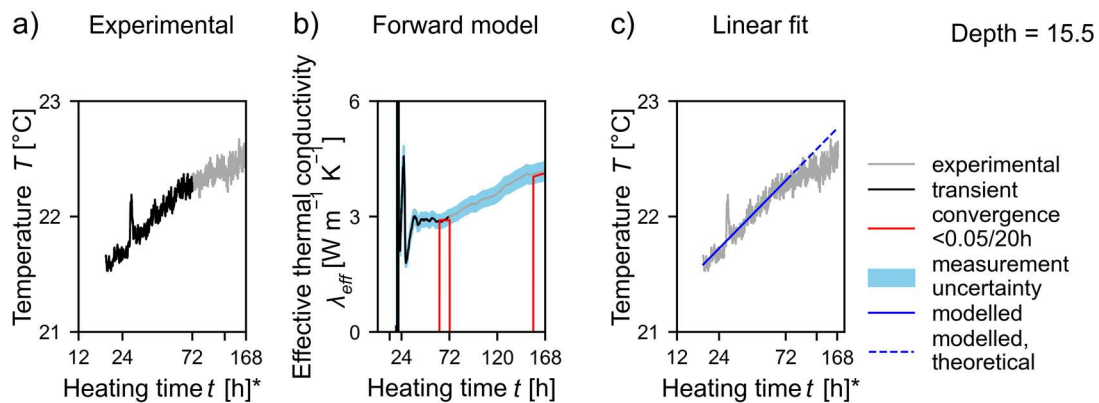 a) Experimental
b) Forward model
c) Linear fit
Depth = 15.5
Temperature T [°C]
23
22
21
12 24 72 168
Heating time t [h]*
Effective thermal conductivity
λeff [W m⁻¹ K⁻¹]
6
3
0
24 72 120 168
Heating time t [h]
Temperature T [°C]
23
22
21
12 24 72 168
Heating time t [h]*
experimental
transient
convergence
<0.05/20h
measurement
uncertainty
modelled
modelled,
theoretical